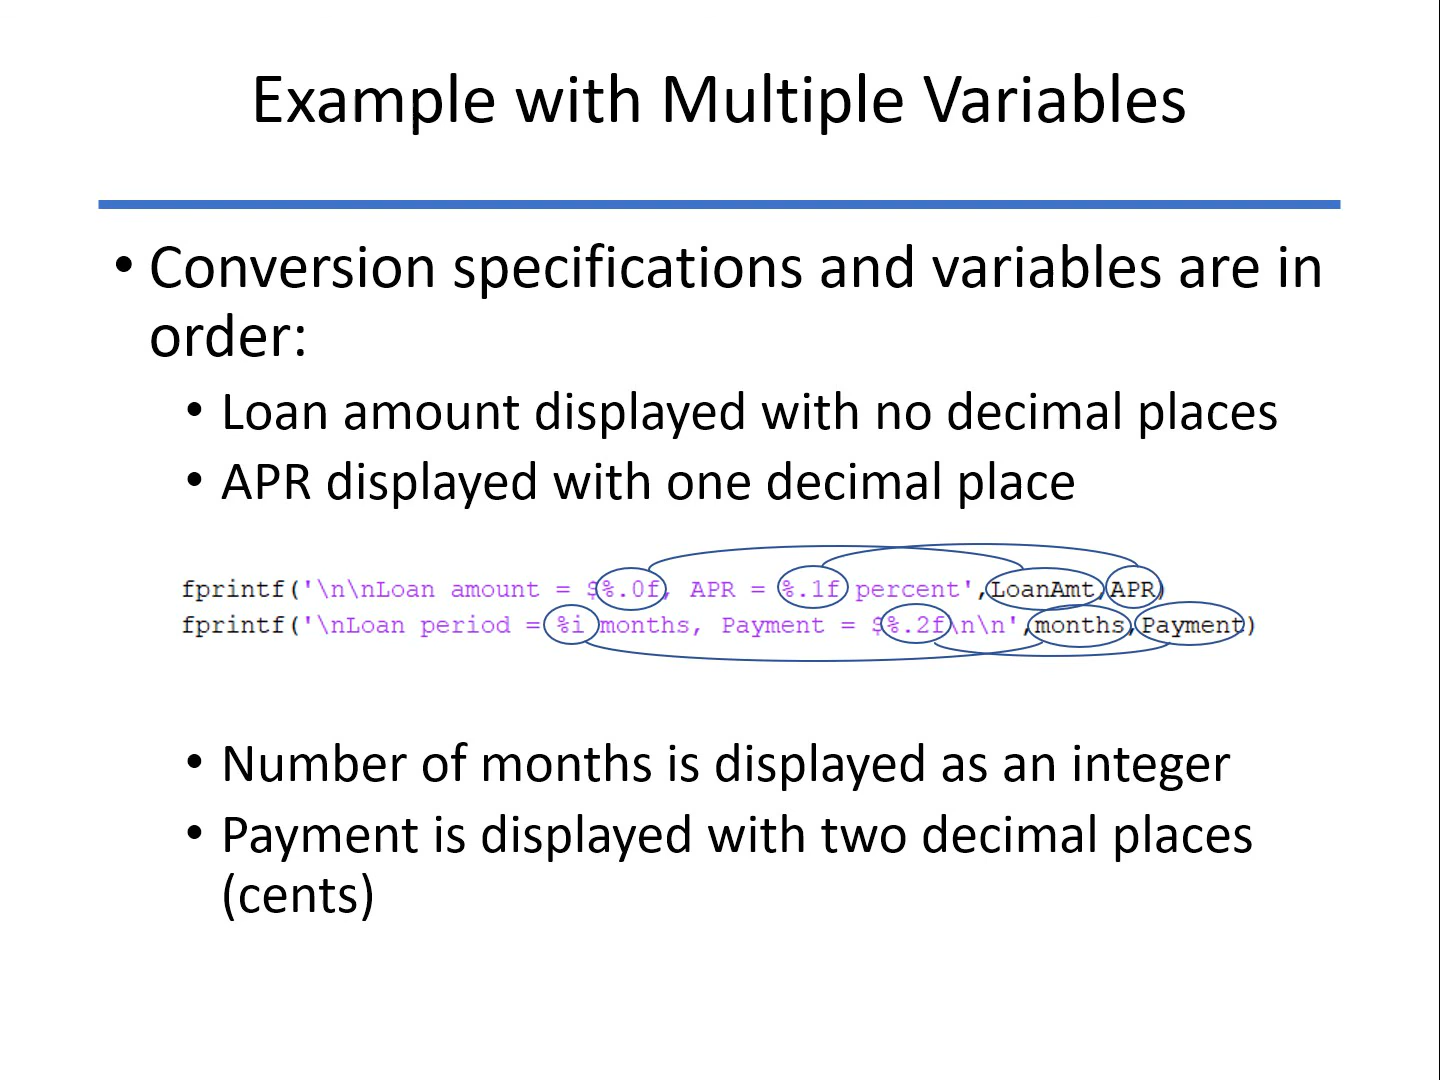 Example with Multiple Variables
• Conversion specifications and variables are in
order:
• Loan amount displayed with no decimal places
• APR displayed with one decimal place
fprintf('\n\nLoan amount = $%.0f, APR = %.1f percent',LoanAmt,APR)
fprintf('\nLoan period = %i months, Payment = $%.2f\n\n',months,Payment)
• Number of months is displayed as an integer
• Payment is displayed with two decimal places
(cents)